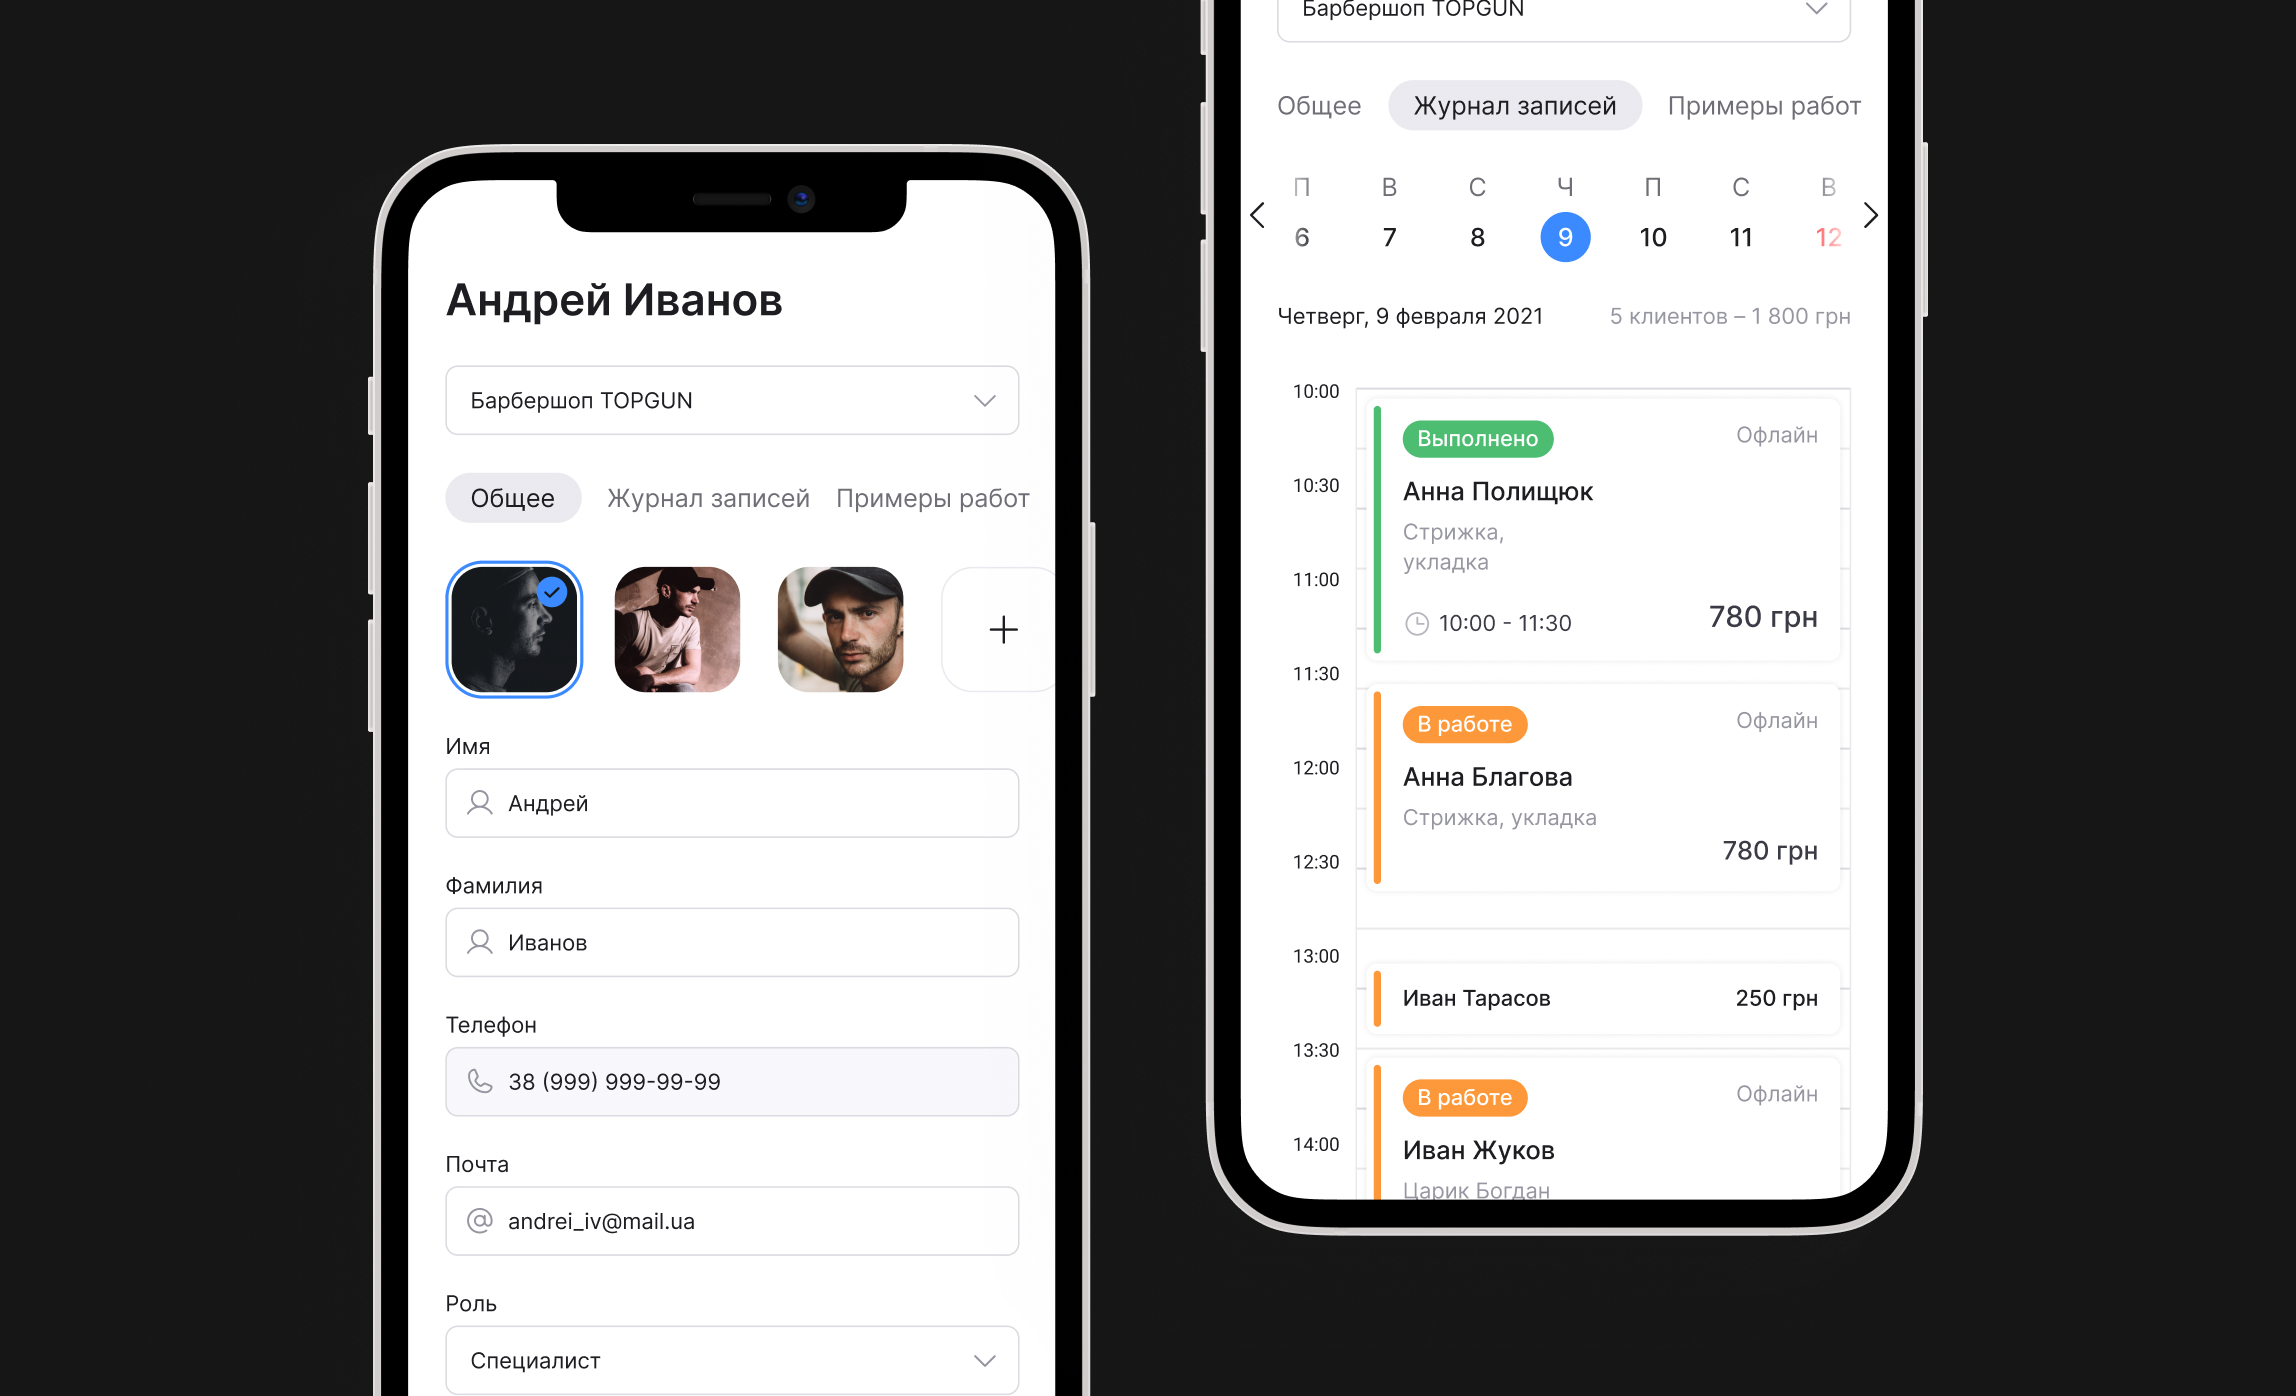 Андрей Иванов
Барбершоп TOPGUN
Общее Журнал записей Примеры работ
Имя
Андрей
Фамилия
Иванов
Телефон
38 (999) 999-99-99
Почта
andrei_iv@mail.ua
Роль
Специалист
Барбершоп TOPGUN
Общее Журнал записей Примеры работ
П В С Ч П С В
6 7 8 9 10 11 12
Четверг, 9 февраля 2021 5 клиентов – 1 800 грн
10:00
Выполнено Офлайн
10:30
Анна Полищюк
Стрижка,
укладка
11:00
10:00 - 11:30 780 грн
11:30
В работе Офлайн
12:00
Анна Благова
Стрижка, укладка
780 грн
12:30
13:00
Иван Тарасов 250 грн
13:30
В работе Офлайн
14:00
Иван Жуков
Царик Богдан